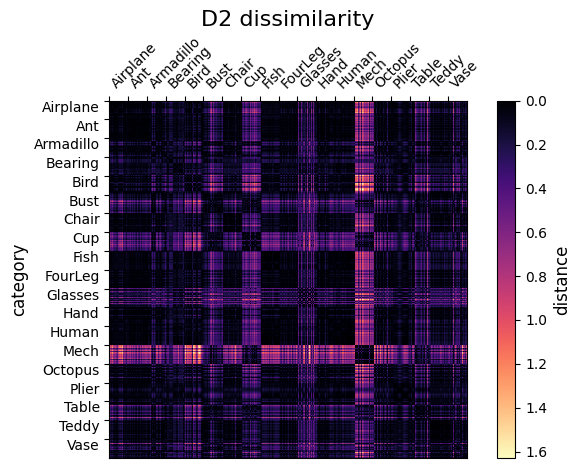 D2 dissimilarity
Airplane
Ant
Armadillo
Bearing
Bird
Bust
Chair
Cup
Fish
FourLeg
Glasses
Hand
Human
Mech
Octopus
Plier
Table
Teddy
Vase
category
Airplane
Ant
Armadillo
Bearing
Bird
Bust
Chair
Cup
Fish
FourLeg
Glasses
Hand
Human
Mech
Octopus
Plier
Table
Teddy
Vase
0.0
0.2
0.4
0.6
0.8
1.0
1.2
1.4
1.6
distance